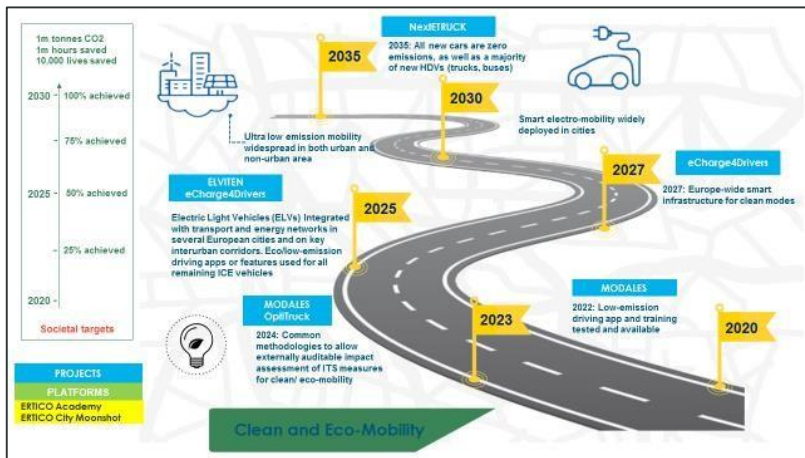 1m tonnes CO2
1m hours saved
10,000 lives saved
2030
100% achieved
75% achieved
2025
50% achieved
25% achieved
2020
Societal targets
PROJECTS
PLATFORMS
ERTICO Academy
ERTICO City Moonshot
NextETRUCK
2035: All new cars are zero
emissions, as well as a majority
of new HDVs (trucks, buses)
2035
2030
Ultra low emission mobility
widespread in both urban and
non-urban area
Smart electro-mobility widely
deployed in cities
eCharge4Drivers
2027: Europe-wide smart
infrastructure for clean modes
2027
ELVITEN
eCharge4Drivers
Electric Light Vehicles (ELVs) Integrated
with transport and energy networks in
several European cities and on key
interurban corridors. Eco/low-emission
driving apps or features used for all
remaining ICE vehicles
2025
MODALES
OptiTruck
2024: Common
methodologies to allow
externally auditable impact
assessment of ITS measures
for clean/ eco-mobility
2023
MODALES
2022: Low-emission
driving app and training
tested and available
2020
Clean and Eco-Mobility